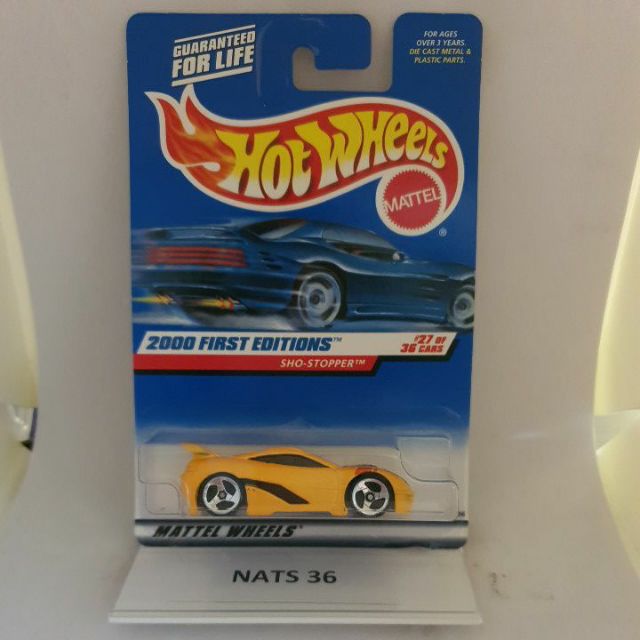 GUARANTEED
FOR LIFE
FOR AGES
OVER 3 YEARS.
DIE CAST METAL &
PLASTIC PARTS.
HOT WHEELS
MATTEL
®
2000 FIRST EDITIONS™
#27 OF
36 CARS
SHO-STOPPER™
MATTEL WHEELS
NATS 36